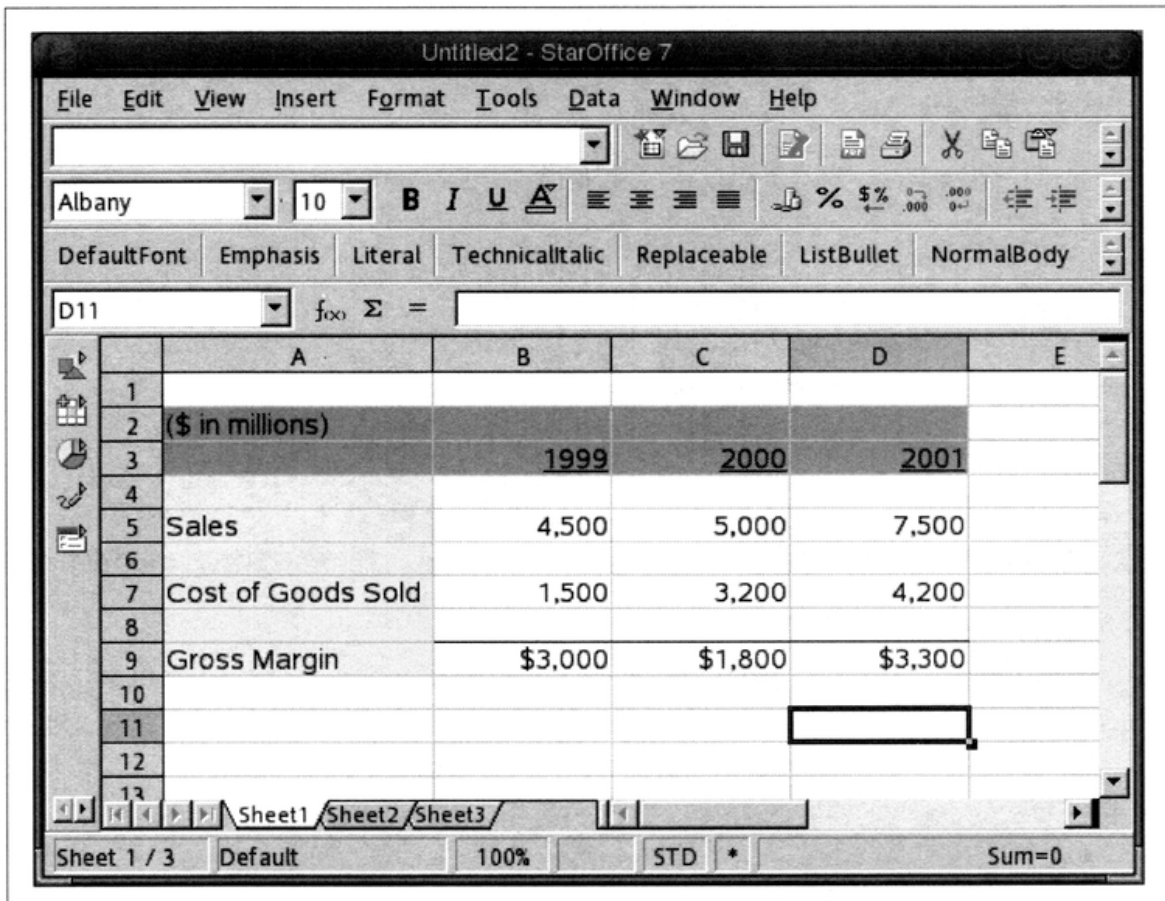 Untitled2 - StarOffice 7
File Edit View Insert Format Tools Data Window Help
Albany 10 B I U A % $%
DefaultFont Emphasis Literal TechnicalItalic Replaceable ListBullet NormalBody
D11 f(x) Σ =
A B C D E
1
2 ($ in millions)
3 1999 2000 2001
4
5 Sales 4,500 5,000 7,500
6
7 Cost of Goods Sold 1,500 3,200 4,200
8
9 Gross Margin $3,000 $1,800 $3,300
10
11
12
13
Sheet1 Sheet2 Sheet3
Sheet 1 / 3 Default 100% STD * Sum=0